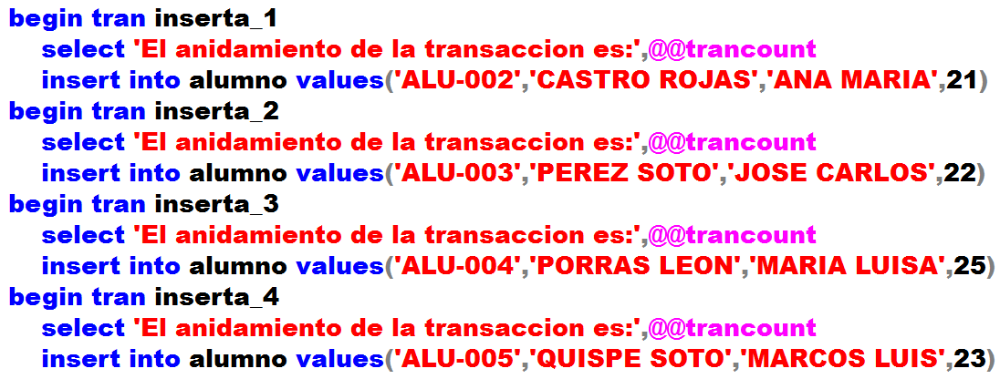 begin tran inserta_1
select 'El anidamiento de la transaccion es:',@@trancount
insert into alumno values('ALU-002','CASTRO ROJAS','ANA MARIA',21)
begin tran inserta_2
select 'El anidamiento de la transaccion es:',@@trancount
insert into alumno values('ALU-003','PEREZ SOTO','JOSE CARLOS',22)
begin tran inserta_3
select 'El anidamiento de la transaccion es:',@@trancount
insert into alumno values('ALU-004','PORRAS LEON','MARIA LUISA',25)
begin tran inserta_4
select 'El anidamiento de la transaccion es:',@@trancount
insert into alumno values('ALU-005','QUISPE SOTO','MARCOS LUIS',23)